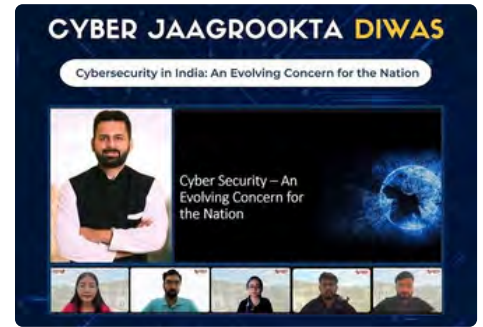 CYBER JAAGROOKTA DIWAS
Cybersecurity in India: An Evolving Concern for the Nation
Cyber Security – An
Evolving Concern for
the Nation